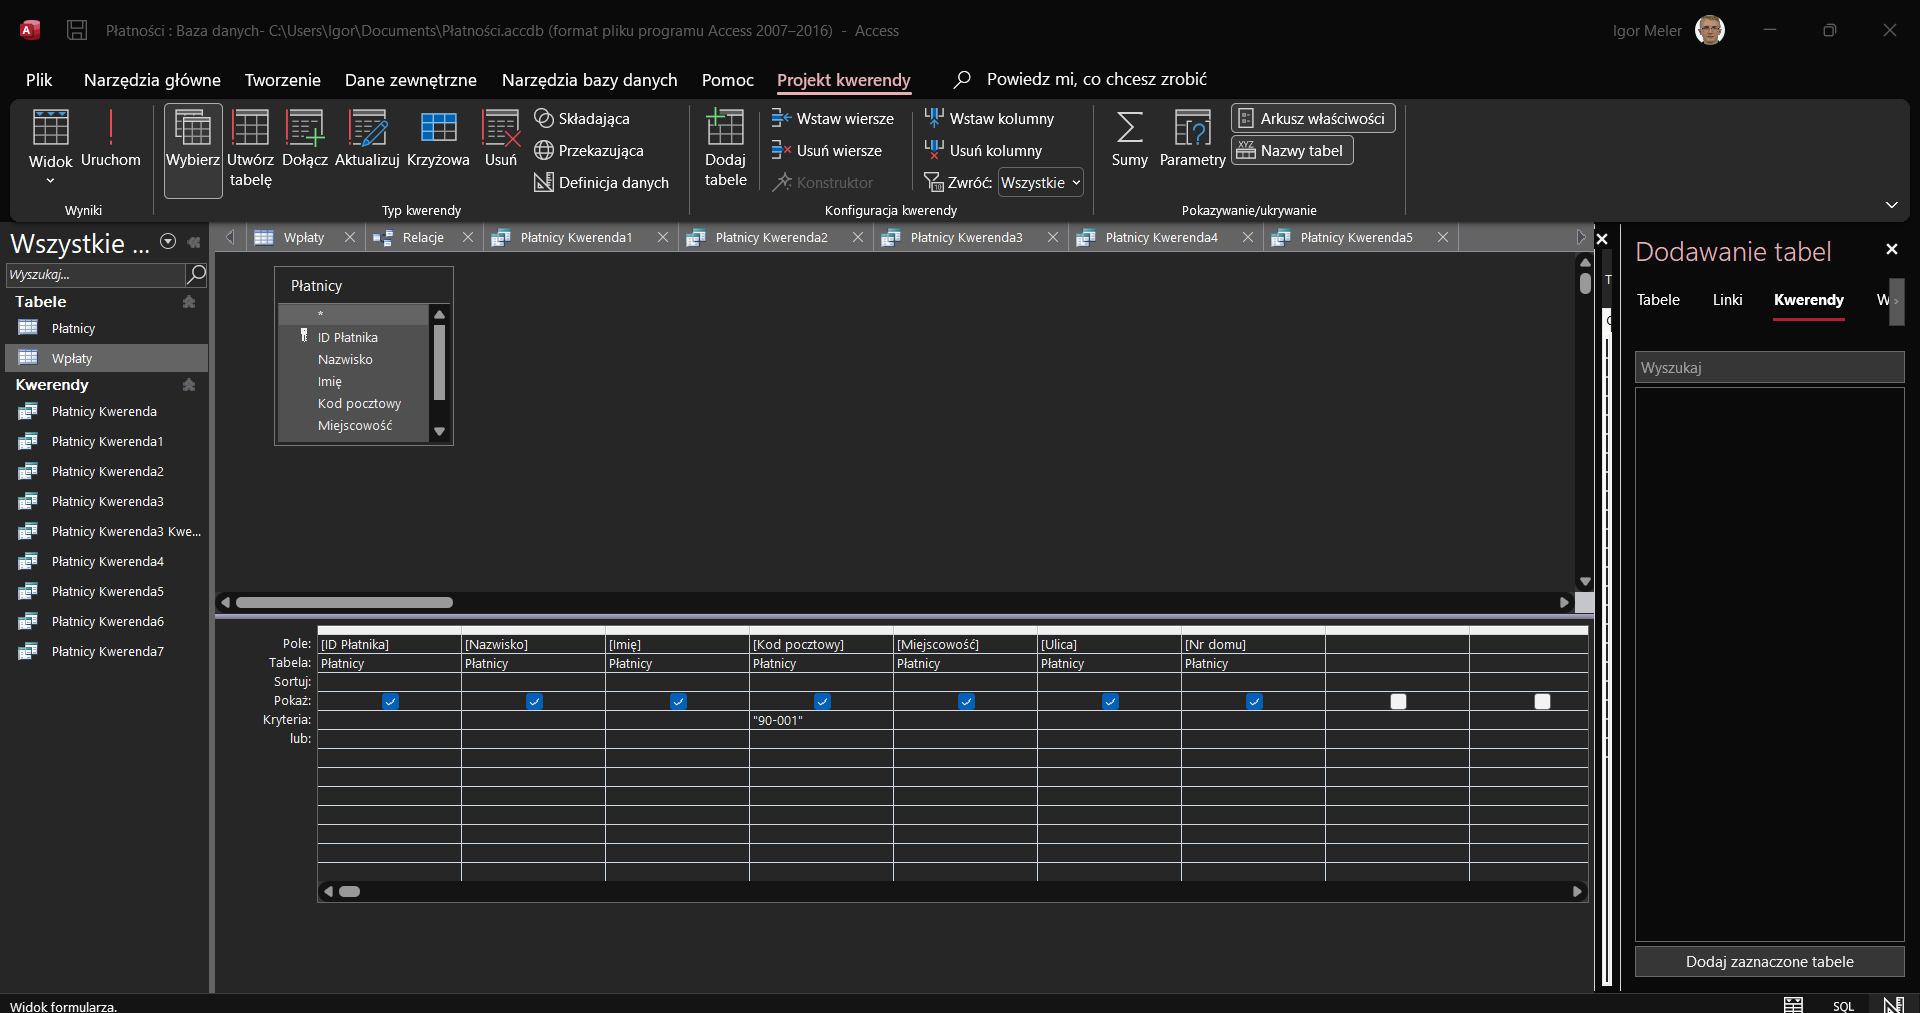 Płatności : Baza danych- C:\Users\Igor\Documents\Płatności.accdb (format pliku programu Access 2007–2016) - Access
Igor Meler
Plik Narzędzia główne Tworzenie Dane zewnętrzne Narzędzia bazy danych Pomoc Projekt kwerendy Powiedz mi, co chcesz zrobić
Widok
Uruchom
Wyniki
Wybierz
Utwórz
tabelę
Dołącz
Aktualizuj
Krzyżowa
Usuń
Składająca
Przekazująca
Definicja danych
Typ kwerendy
Dodaj
tabele
Wstaw wiersze
Usuń wiersze
Konstruktor
Wstaw kolumny
Usuń kolumny
Zwróć: Wszystkie
Konfiguracja kwerendy
Sumy
Parametry
Arkusz właściwości
XYZ Nazwy tabel
Pokazywanie/ukrywanie
Wszystkie ...
Wyszukaj...
Tabele
Płatnicy
Wpłaty
Kwerendy
Płatnicy Kwerenda
Płatnicy Kwerenda1
Płatnicy Kwerenda2
Płatnicy Kwerenda3
Płatnicy Kwerenda3 Kwe...
Płatnicy Kwerenda4
Płatnicy Kwerenda5
Płatnicy Kwerenda6
Płatnicy Kwerenda7
Wpłaty Relacje Płatnicy Kwerenda1 Płatnicy Kwerenda2 Płatnicy Kwerenda3 Płatnicy Kwerenda4 Płatnicy Kwerenda5
Płatnicy
*
ID Płatnika
Nazwisko
Imię
Kod pocztowy
Miejscowość
Pole: [ID Płatnika] [Nazwisko] [Imię] [Kod pocztowy] [Miejscowość] [Ulica] [Nr domu]
Tabela: Płatnicy Płatnicy Płatnicy Płatnicy Płatnicy Płatnicy Płatnicy
Sortuj:
Pokaż:
Kryteria: "90-001"
lub:
T
Dodawanie tabel
Tabele Linki Kwerendy W
Wyszukaj
Dodaj zaznaczone tabele
Widok formularza.
SQL